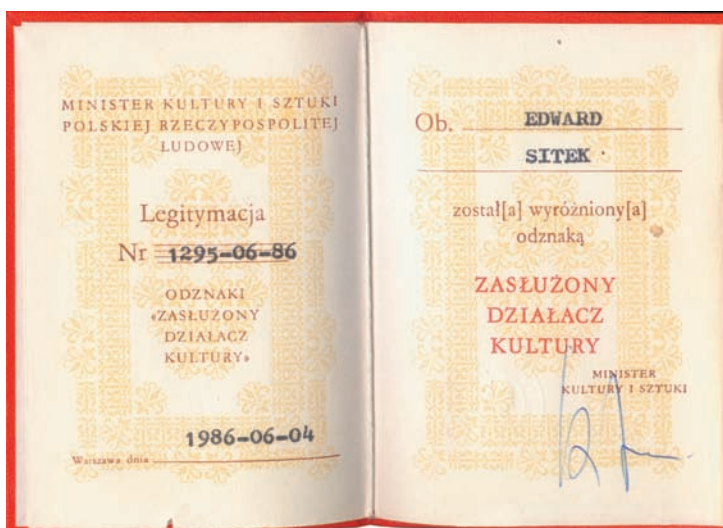 MINISTER KULTURY I SZTUKI
POLSKIEJ RZECZYPOSPOLITEJ
LUDOWEJ
Legitymacja
Nr 1295-06-86
ODZNAKI
«ZASŁUŻONY
DZIAŁACZ
KULTURY»
1986-06-04
Warszawa dnia
Ob. EDWARD
SITEK
został[a] wyróżniony[a]
odznaką
ZASŁUŻONY
DZIAŁACZ
KULTURY
MINISTER
KULTURY I SZTUKI